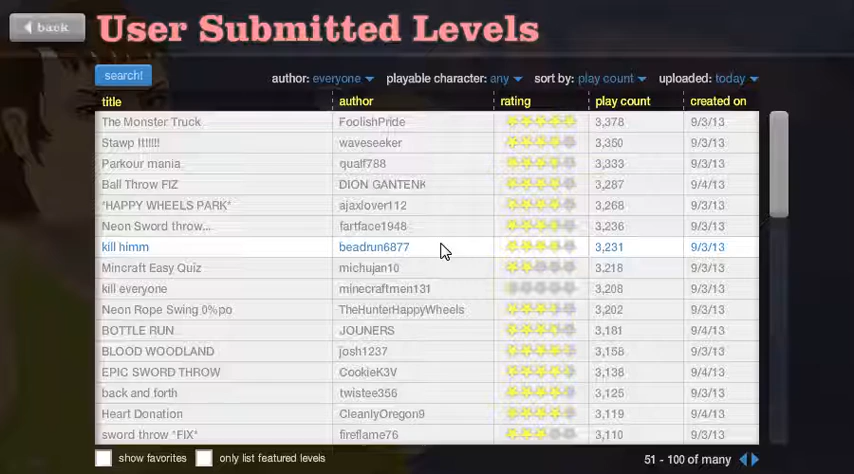 back
User Submitted Levels
search!
author: everyone playable character: any sort by: play count uploaded: today
title author rating play count created on
The Monster Truck FoolishPride 3,378 9/3/13
Stawp It!!!!! waveseeker 3,350 9/3/13
Parkour mania qualf788 3,333 9/3/13
Ball Throw FIZ DION GANTENK 3,287 9/4/13
*HAPPY WHEELS PARK* ajaxlover112 3,268 9/3/13
Neon Sword throw... fartface1948 3,236 9/3/13
kill himm beadrun6877 3,231 9/3/13
Mincraft Easy Quiz michujan10 3,218 9/3/13
kill everyone minecraftmen131 3,208 9/3/13
Neon Rope Swing 0%po TheHunterHappyWheels 3,202 9/3/13
BOTTLE RUN JOUNERS 3,181 9/4/13
BLOOD WOODLAND josh1237 3,158 9/3/13
EPIC SWORD THROW CookieK3V 3,138 9/4/13
back and forth twistee356 3,125 9/3/13
Heart Donation CleanlyOregon9 3,119 9/4/13
sword throw *FIX* fireflame76 3,110 9/3/13
show favorites only list featured levels 51 - 100 of many